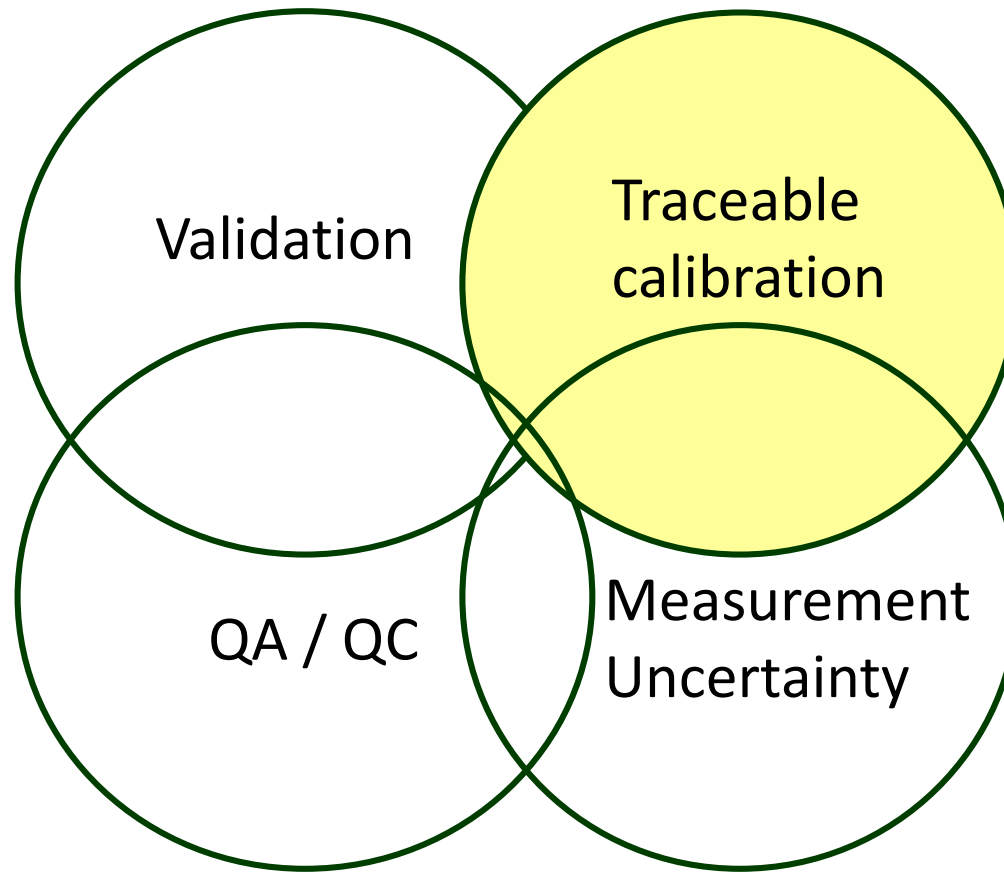 Validation
Traceable
calibration
QA / QC
Measurement
Uncertainty